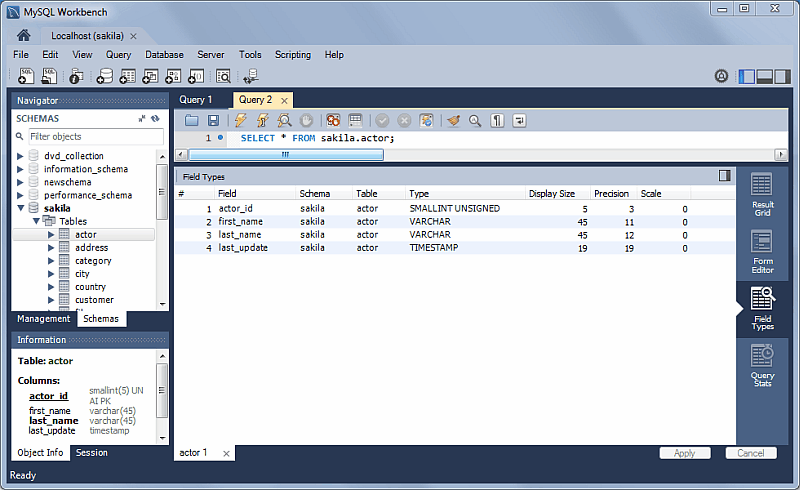 MySQL Workbench
Localhost (sakila)
File Edit View Query Database Server Tools Scripting Help
Navigator
SCHEMAS
Filter objects
dvd_collection
information_schema
newschema
performance_schema
sakila
Tables
actor
address
category
city
country
customer
Management Schemas
Information
Table: actor
Columns:
actor_id smallint(5) UN
AI PK
first_name varchar(45)
last_name varchar(45)
last_update timestamp
Object Info Session
Query 1 Query 2
1 SELECT * FROM sakila.actor;
Field Types
# Field Schema Table Type Display Size Precision Scale
1 actor_id sakila actor SMALLINT UNSIGNED 5 3 0
2 first_name sakila actor VARCHAR 45 11 0
3 last_name sakila actor VARCHAR 45 12 0
4 last_update sakila actor TIMESTAMP 19 19 0
Result
Grid
Form
Editor
Field
Types
Query
Stats
actor 1
Apply Cancel
Ready